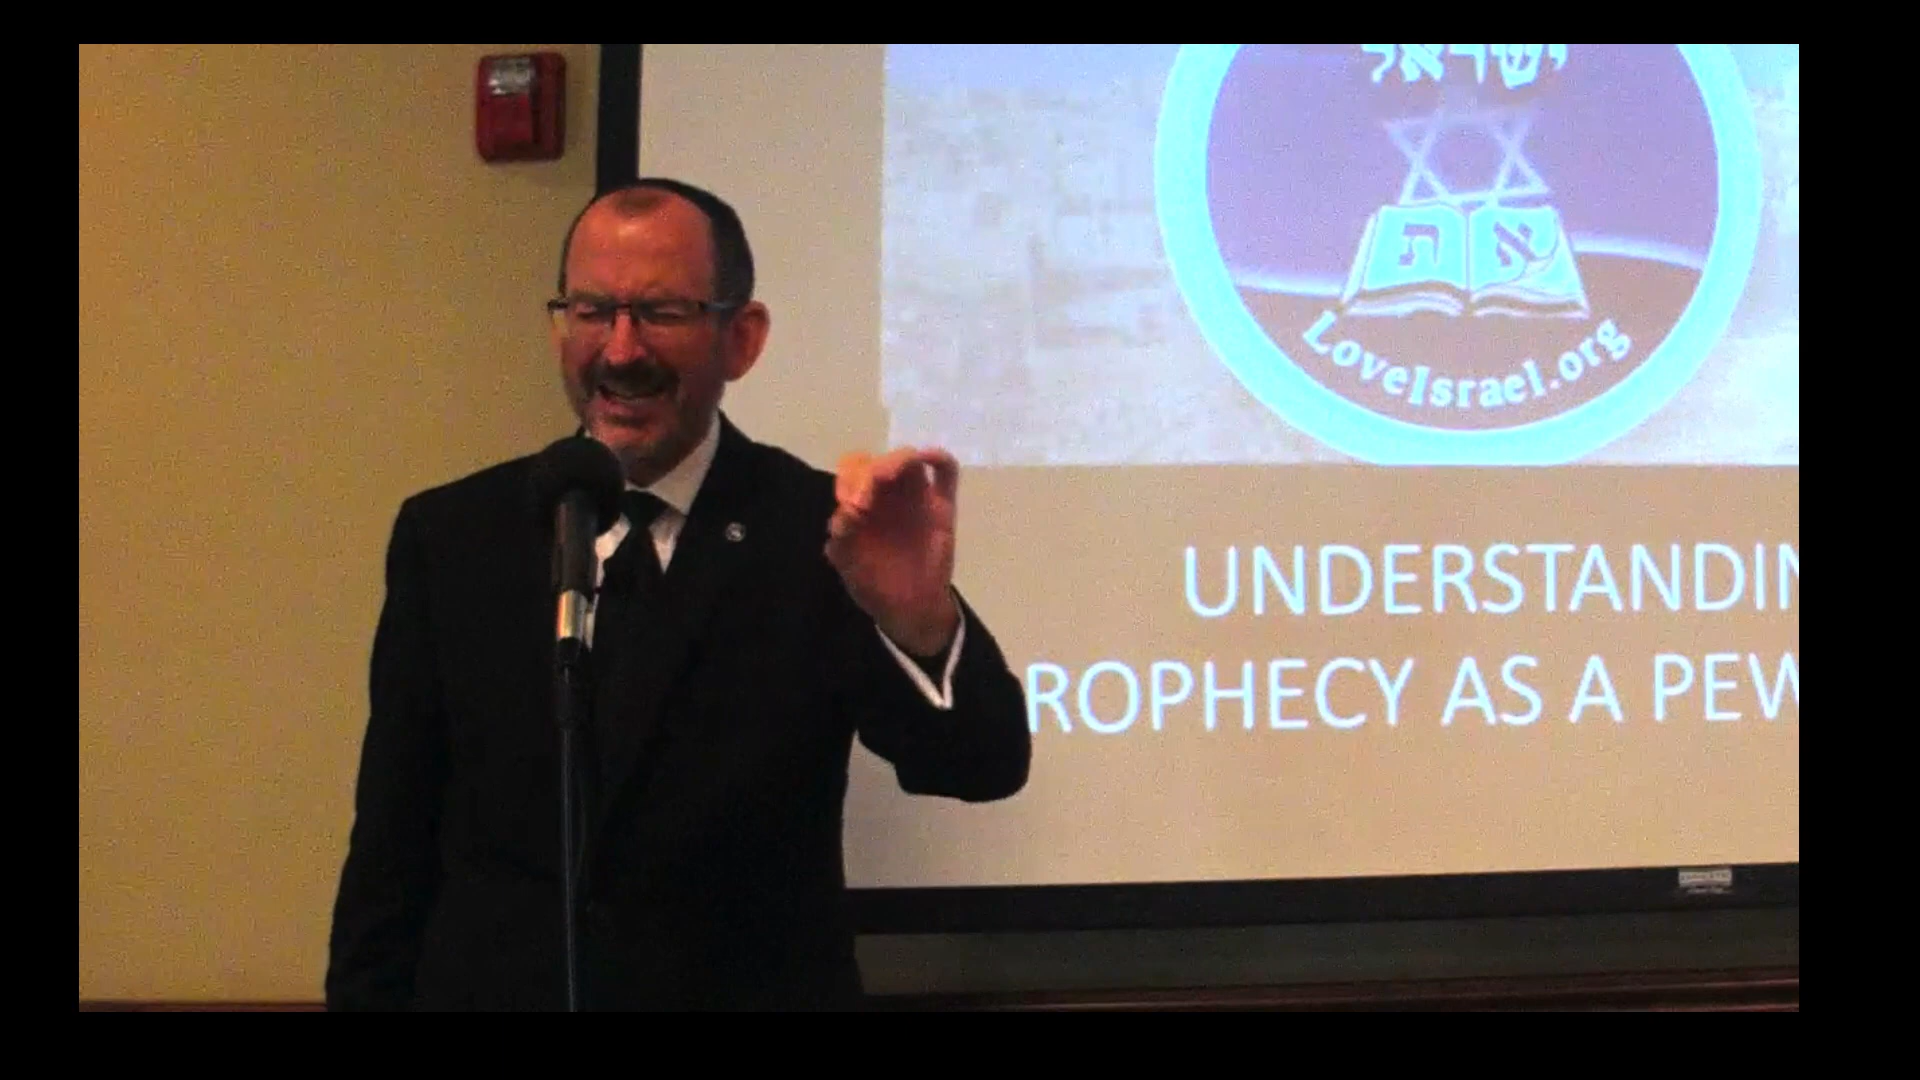 ישראל
ת א
LoveIsrael.org
UNDERSTANDIN
ROPHECY AS A PEW